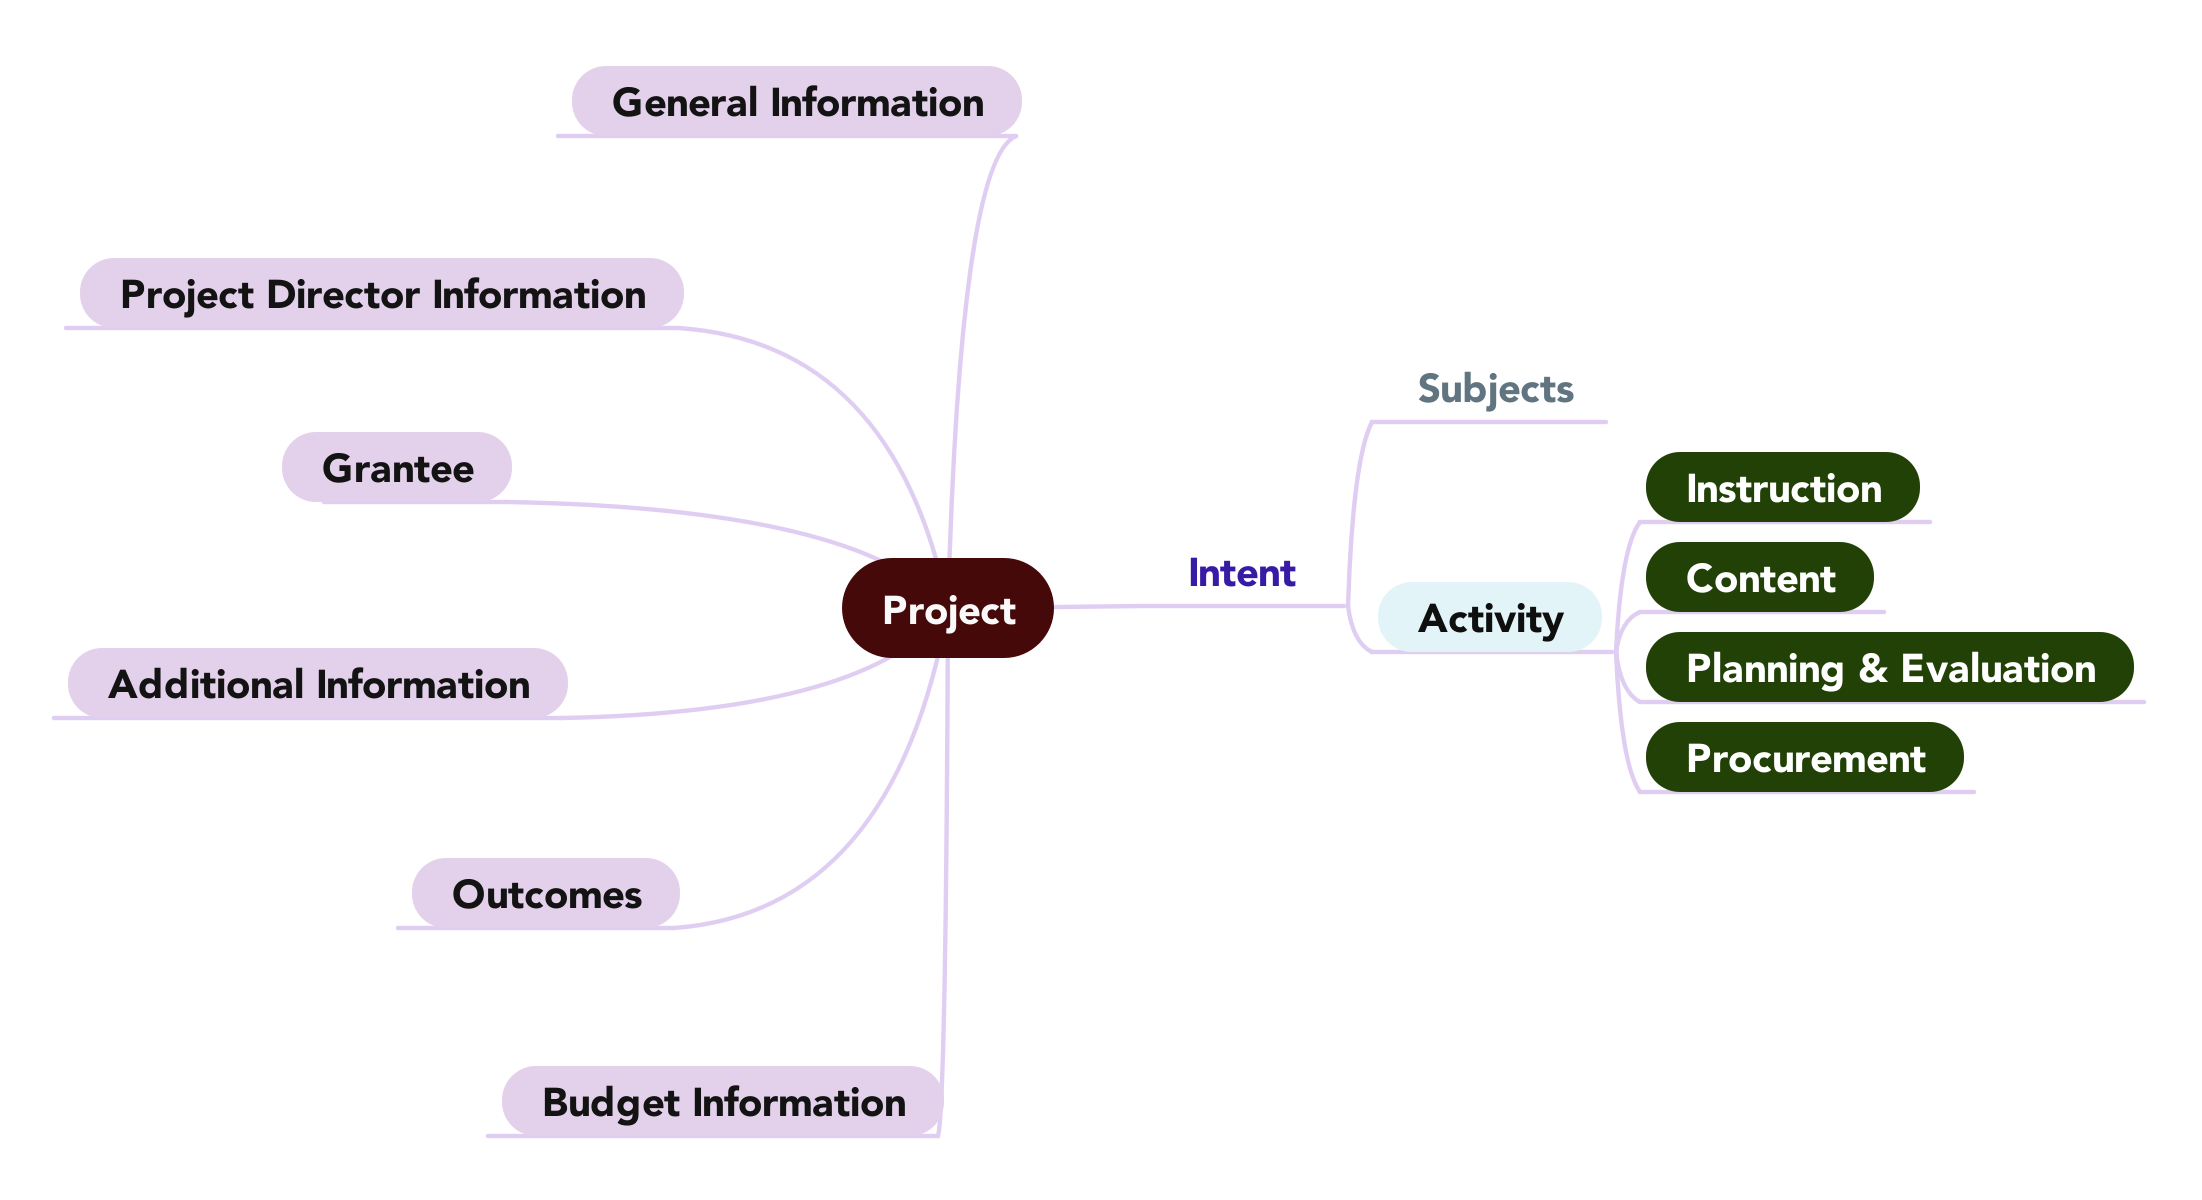 General Information
Project Director Information
Grantee
Additional Information
Outcomes
Budget Information
Project
Intent
Subjects
Activity
Instruction
Content
Planning & Evaluation
Procurement